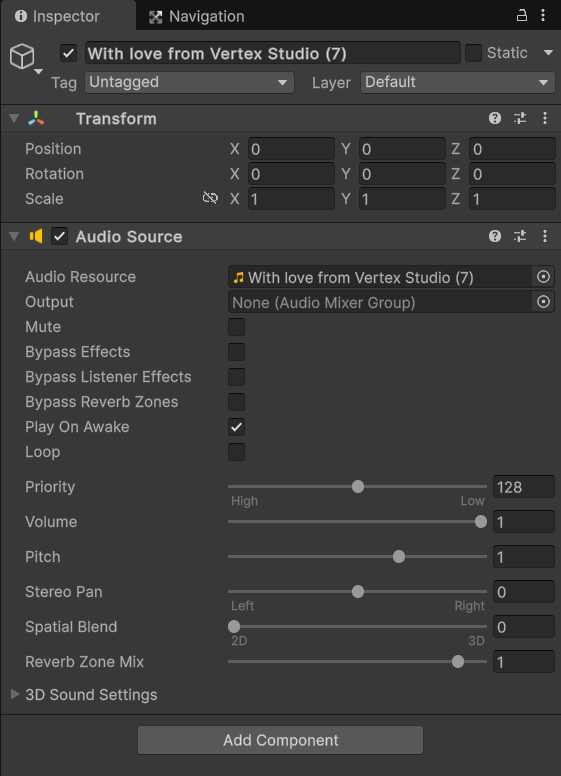 Inspector Navigation
With love from Vertex Studio (7) Static
Tag Untagged Layer Default
Transform
Position X 0 Y 0 Z 0
Rotation X 0 Y 0 Z 0
Scale X 1 Y 1 Z 1
Audio Source
Audio Resource With love from Vertex Studio (7)
Output None (Audio Mixer Group)
Mute
Bypass Effects
Bypass Listener Effects
Bypass Reverb Zones
Play On Awake
Loop
Priority 128
High Low
Volume 1
Pitch 1
Stereo Pan 0
Left Right
Spatial Blend 0
2D 3D
Reverb Zone Mix 1
3D Sound Settings
Add Component